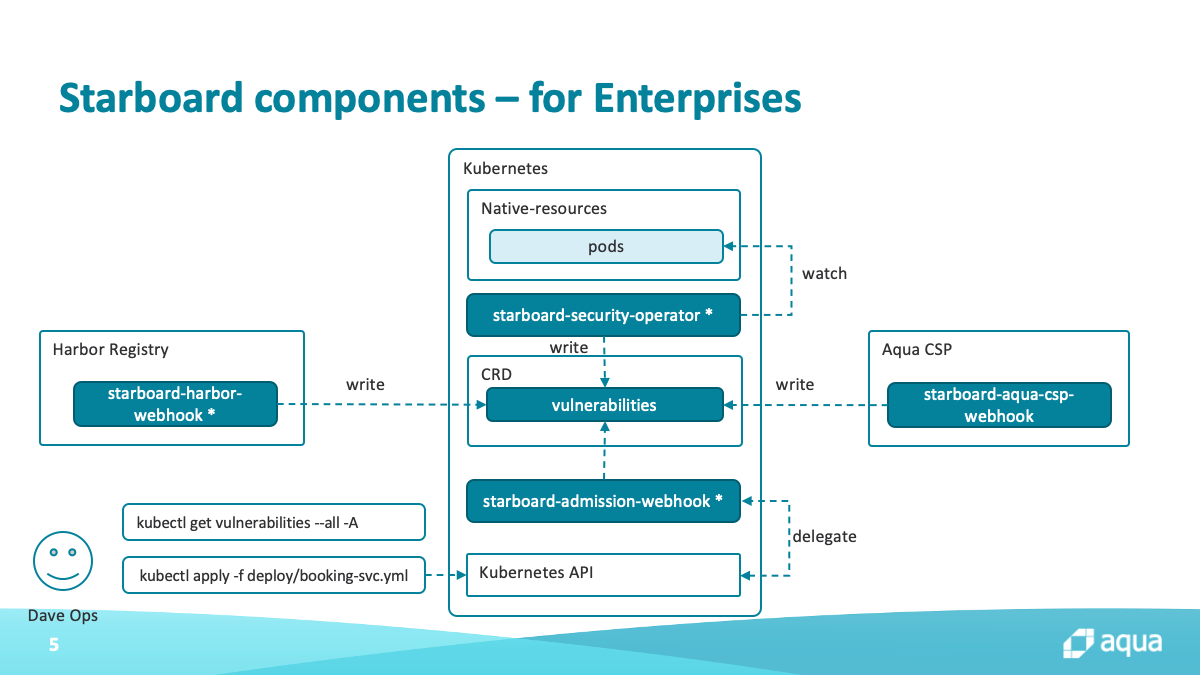 Starboard components – for Enterprises
Kubernetes
Native-resources
pods
watch
starboard-security-operator *
write
Harbor Registry
starboard-harbor-
webhook *
write
CRD
vulnerabilities
write
Aqua CSP
starboard-aqua-csp-
webhook
starboard-admission-webhook *
delegate
kubectl get vulnerabilities --all -A
kubectl apply -f deploy/booking-svc.yml
Kubernetes API
Dave Ops
5
aqua